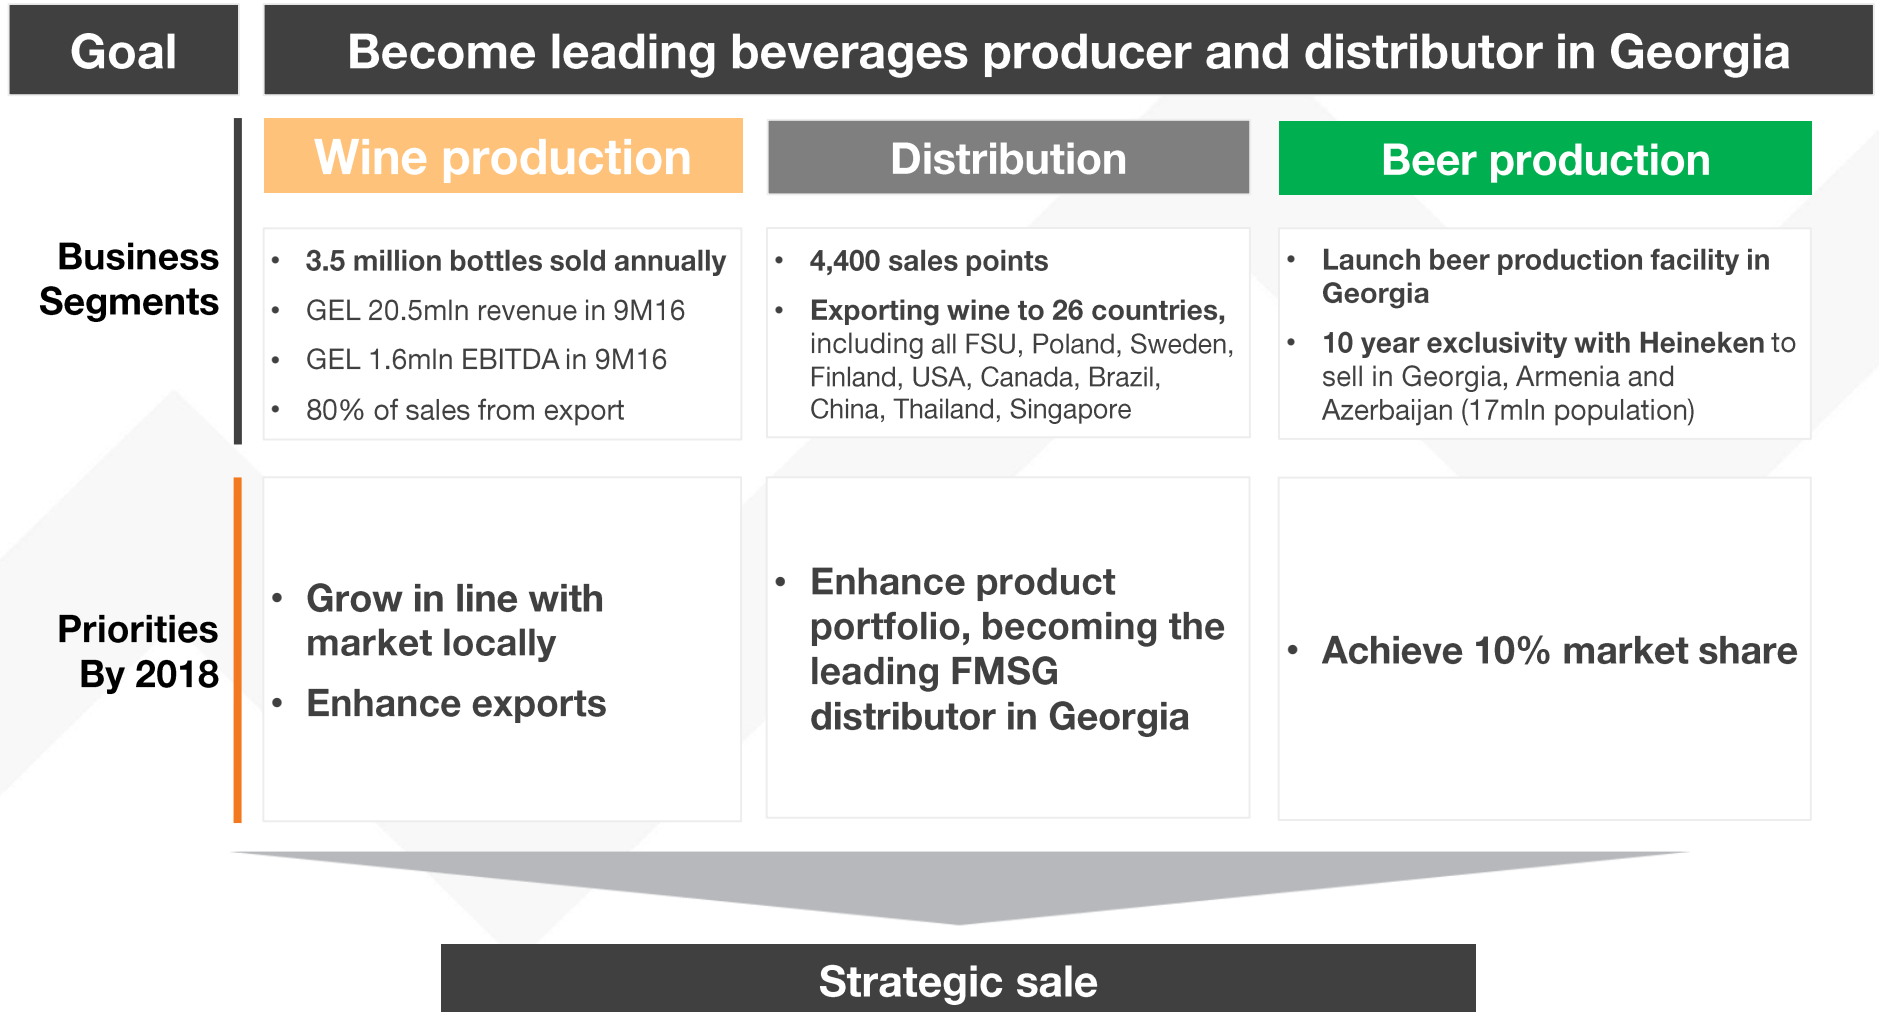 Goal
Become leading beverages producer and distributor in Georgia
Wine production
Distribution
Beer production
Business
Segments
• 3.5 million bottles sold annually
• GEL 20.5mln revenue in 9M16
• GEL 1.6mln EBITDA in 9M16
• 80% of sales from export
• 4,400 sales points
• Exporting wine to 26 countries,
including all FSU, Poland, Sweden,
Finland, USA, Canada, Brazil,
China, Thailand, Singapore
• Launch beer production facility in
Georgia
• 10 year exclusivity with Heineken to
sell in Georgia, Armenia and
Azerbaijan (17mln population)
Priorities
By 2018
• Grow in line with
market locally
• Enhance exports
• Enhance product
portfolio, becoming the
leading FMSG
distributor in Georgia
• Achieve 10% market share
Strategic sale